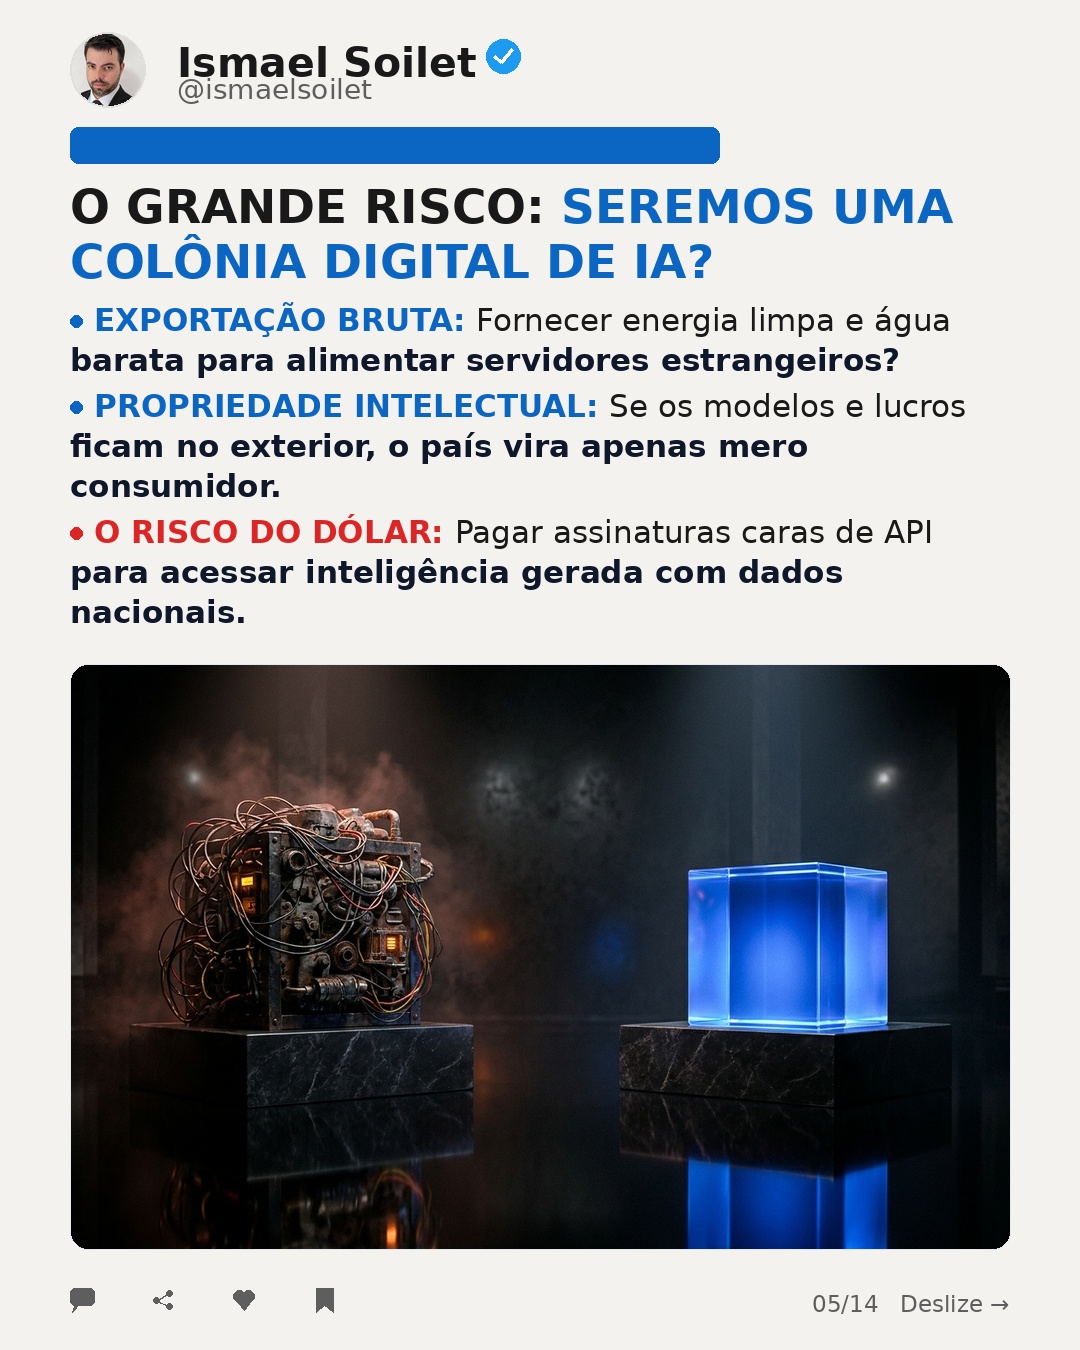 Ismael Soilet
@ismaelsoilet
O GRANDE RISCO: SEREMOS UMA
COLÔNIA DIGITAL DE IA?
• EXPORTAÇÃO BRUTA: Fornecer energia limpa e água
barata para alimentar servidores estrangeiros?
• PROPRIEDADE INTELECTUAL: Se os modelos e lucros
ficam no exterior, o país vira apenas mero
consumidor.
• O RISCO DO DÓLAR: Pagar assinaturas caras de API
para acessar inteligência gerada com dados
nacionais.
05/14 Deslize →